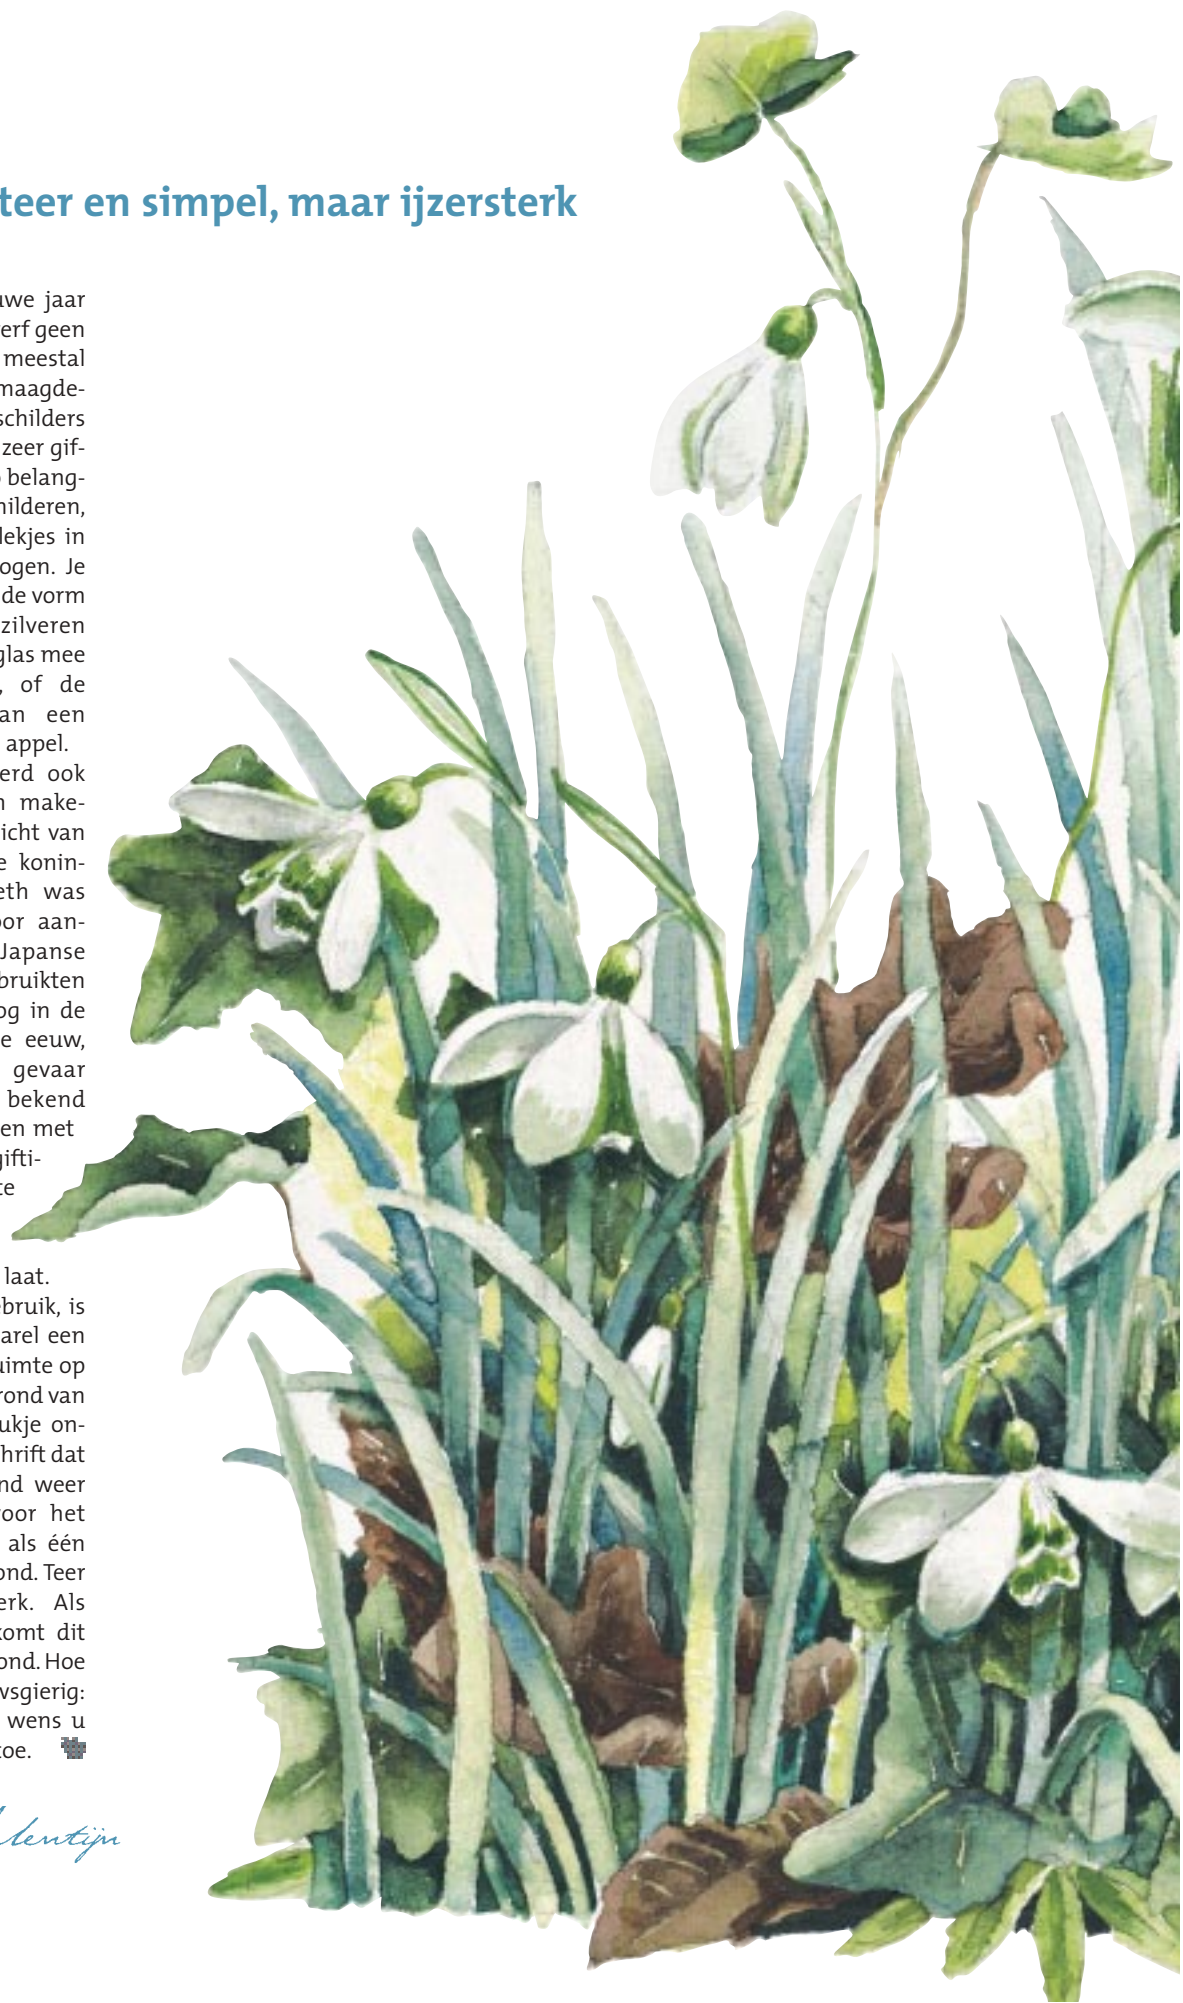 teer en simpel, maar ijzersterk
uwe jaar
erf geen
meestal
maagde-
schilders
zeer gif-
belang-
hilderen,
lekjes in
ogen. Je
de vorm
zilveren
glas mee
, of de
an een
appel.
erd ook
n make-
icht van
e konin-
eth was
oor aan-
Japanse
bruikten
og in de
e eeuw,
gevaar
bekend
en met
gifti-
te
laat.
ebruik, is
arel een
uimte op
rond van
ukje on-
hrift dat
nd weer
oor het
als één
ond. Teer
erk. Als
komt dit
ond. Hoe
wsgierig:
wens u
toe.
lentijn